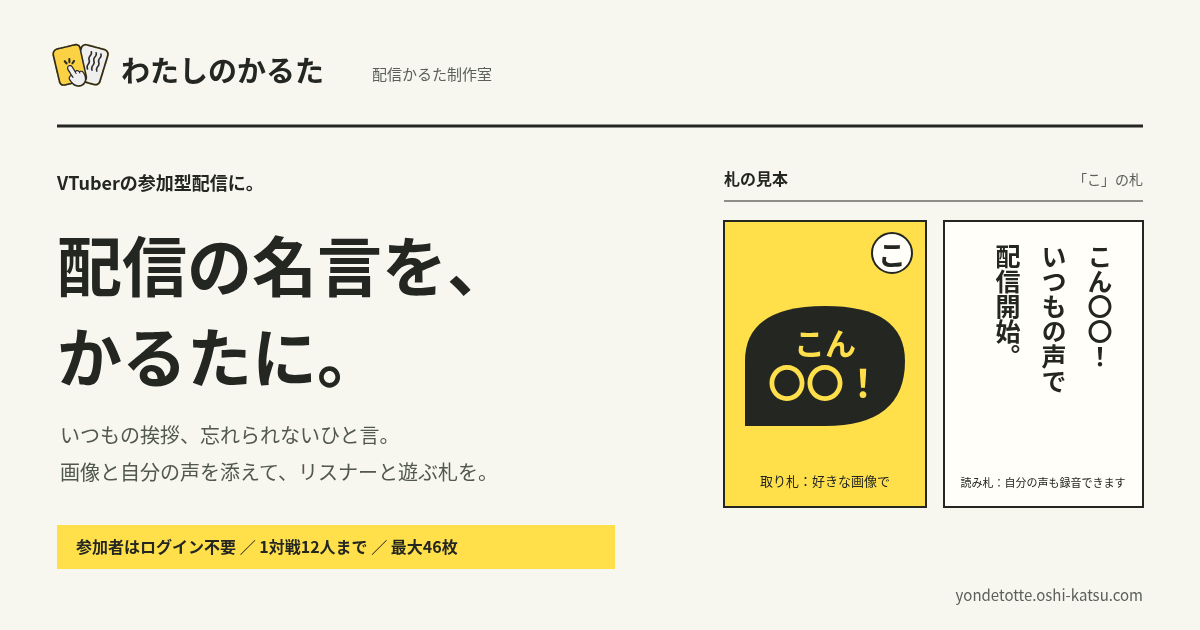 わたしのかるた
配信かるた制作室
VTuberの参加型配信に。
配信の名言を、
かるたに。
いつもの挨拶、忘れられないひと言。
画像と自分の声を添えて、リスナーと遊ぶ札を。
参加者はログイン不要 ／ 1対戦12人まで ／ 最大46枚
札の見本
「こ」の札
こ
こん
〇〇！
取り札：好きな画像で
こん〇〇！
いつもの声で
配信開始。
読み札：自分の声も録音できます
yondetotte.oshi-katsu.com